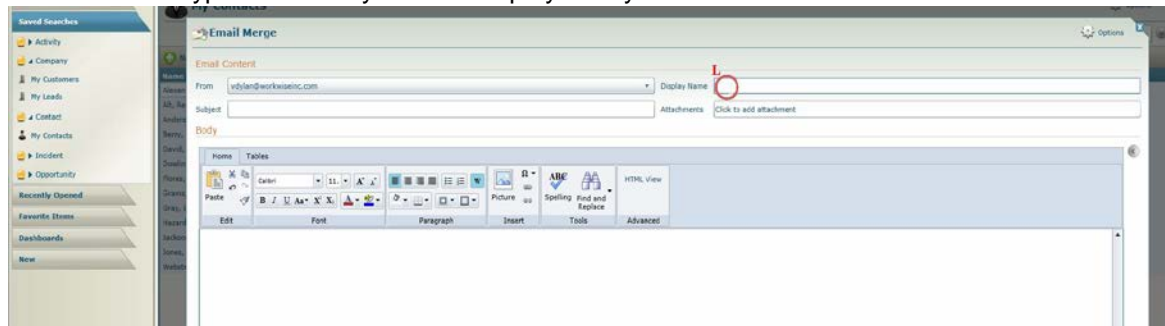 My Contacts
Saved Searches
Activity
Company
My Customers
My Leads
Contact
My Contacts
Incident
Opportunity
Recently Opened
Favorite Items
Dashboards
New
Name
Email Merge
Options
Email Content
L
From vdylan@workwiseinc.com Display Name
Subject Attachments Click to add attachment
Body
Home Tables
Paste Calibri 11. Picture Spelling Find and Replace HTML View
B I U Aa
Edit Font Paragraph Insert Tools Advanced